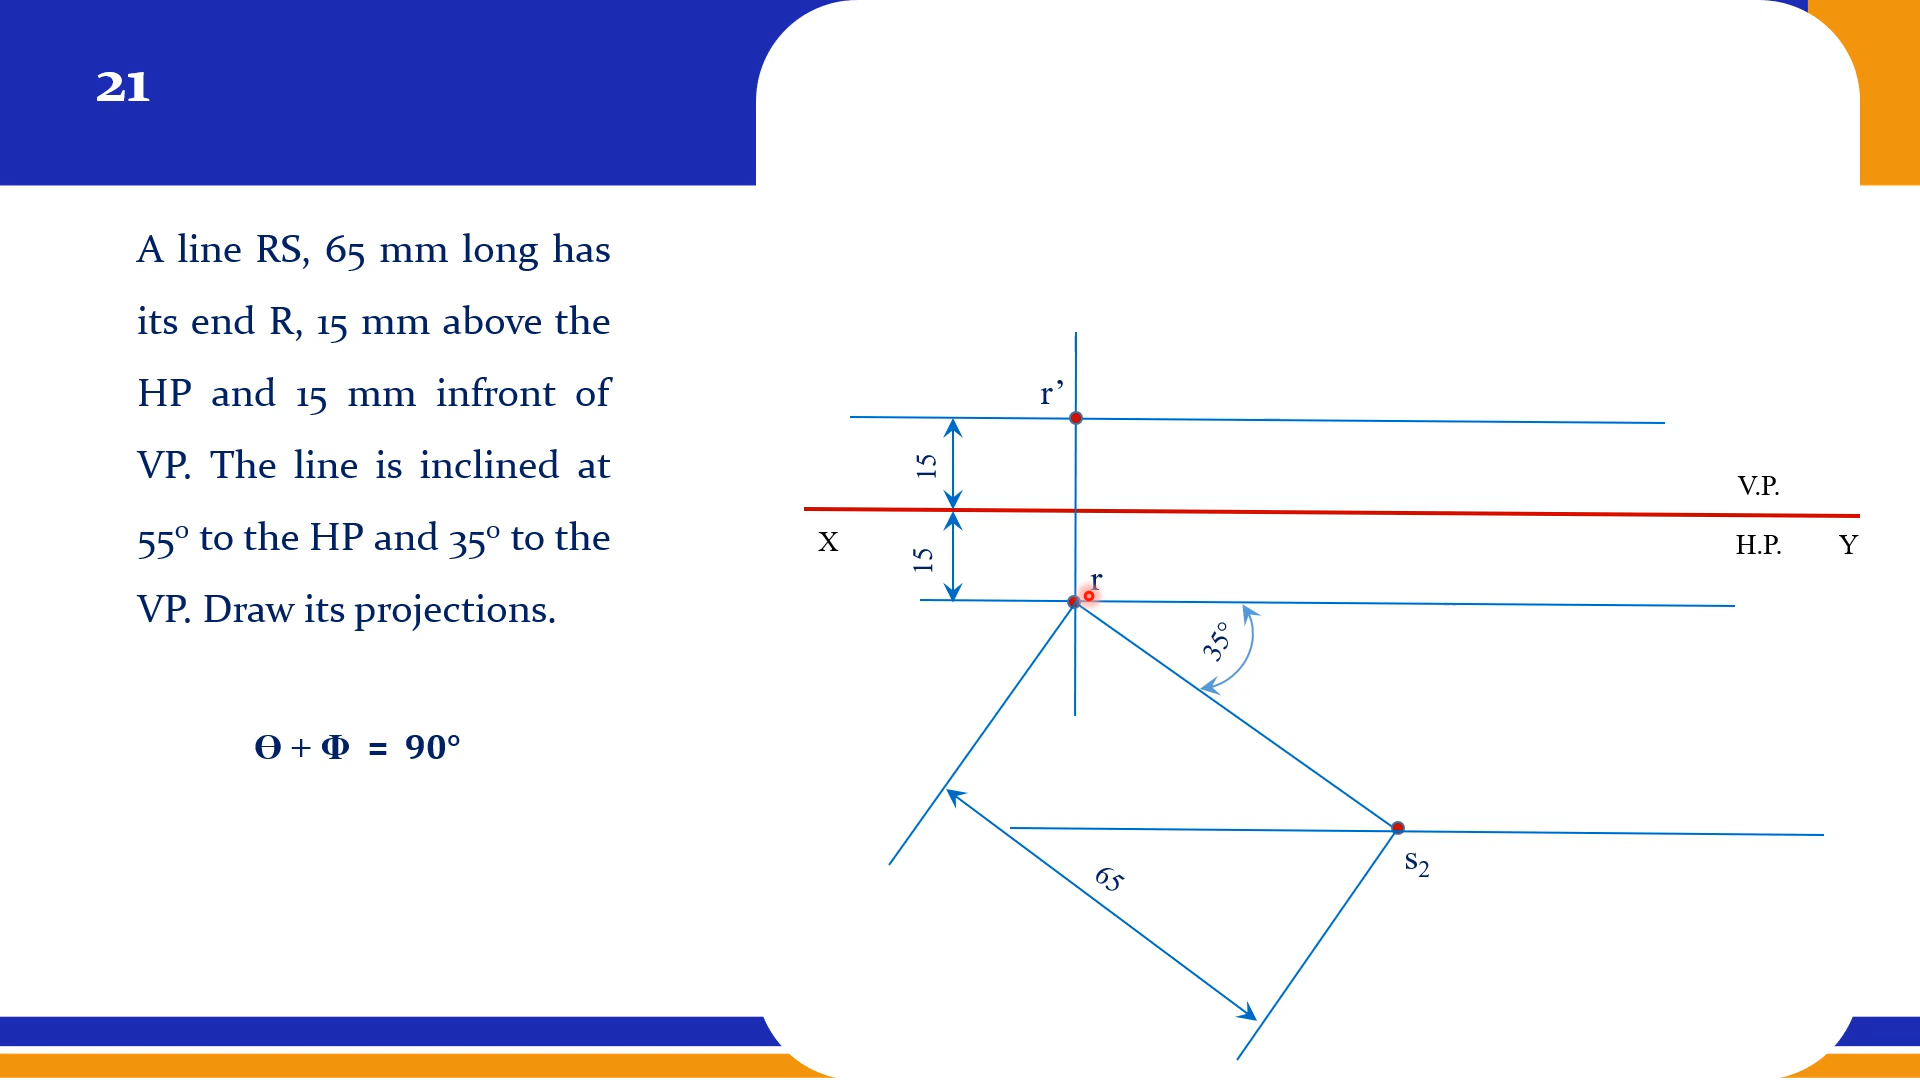 21
A line RS, 65 mm long has
its end R, 15 mm above the
HP and 15 mm infront of
VP. The line is inclined at
55° to the HP and 35° to the
VP. Draw its projections.
Ө + Φ = 90°
r’
15
V.P.
X
15
H.P.
Y
r
35°
65
s₂